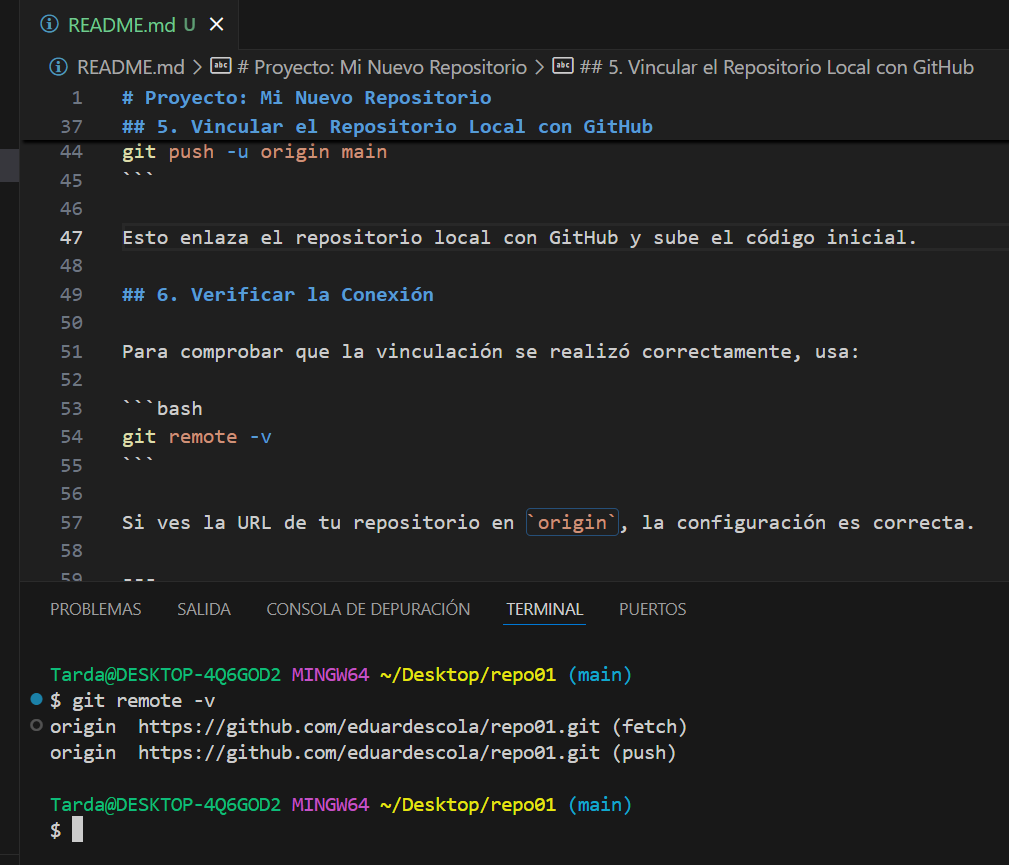 README.md U
README.md > # Proyecto: Mi Nuevo Repositorio > ## 5. Vincular el Repositorio Local con GitHub
1 # Proyecto: Mi Nuevo Repositorio
37 ## 5. Vincular el Repositorio Local con GitHub
44 git push -u origin main
45 ```
46
47 Esto enlaza el repositorio local con GitHub y sube el código inicial.
48
49 ## 6. Verificar la Conexión
50
51 Para comprobar que la vinculación se realizó correctamente, usa:
52
53 ```bash
54 git remote -v
55 ```
56
57 Si ves la URL de tu repositorio en `origin`, la configuración es correcta.
58
59 ---
PROBLEMAS SALIDA CONSOLA DE DEPURACIÓN TERMINAL PUERTOS
Tarda@DESKTOP-4Q6GOD2 MINGW64 ~/Desktop/repo01 (main)
$ git remote -v
origin https://github.com/eduardescola/repo01.git (fetch)
origin https://github.com/eduardescola/repo01.git (push)
Tarda@DESKTOP-4Q6GOD2 MINGW64 ~/Desktop/repo01 (main)
$